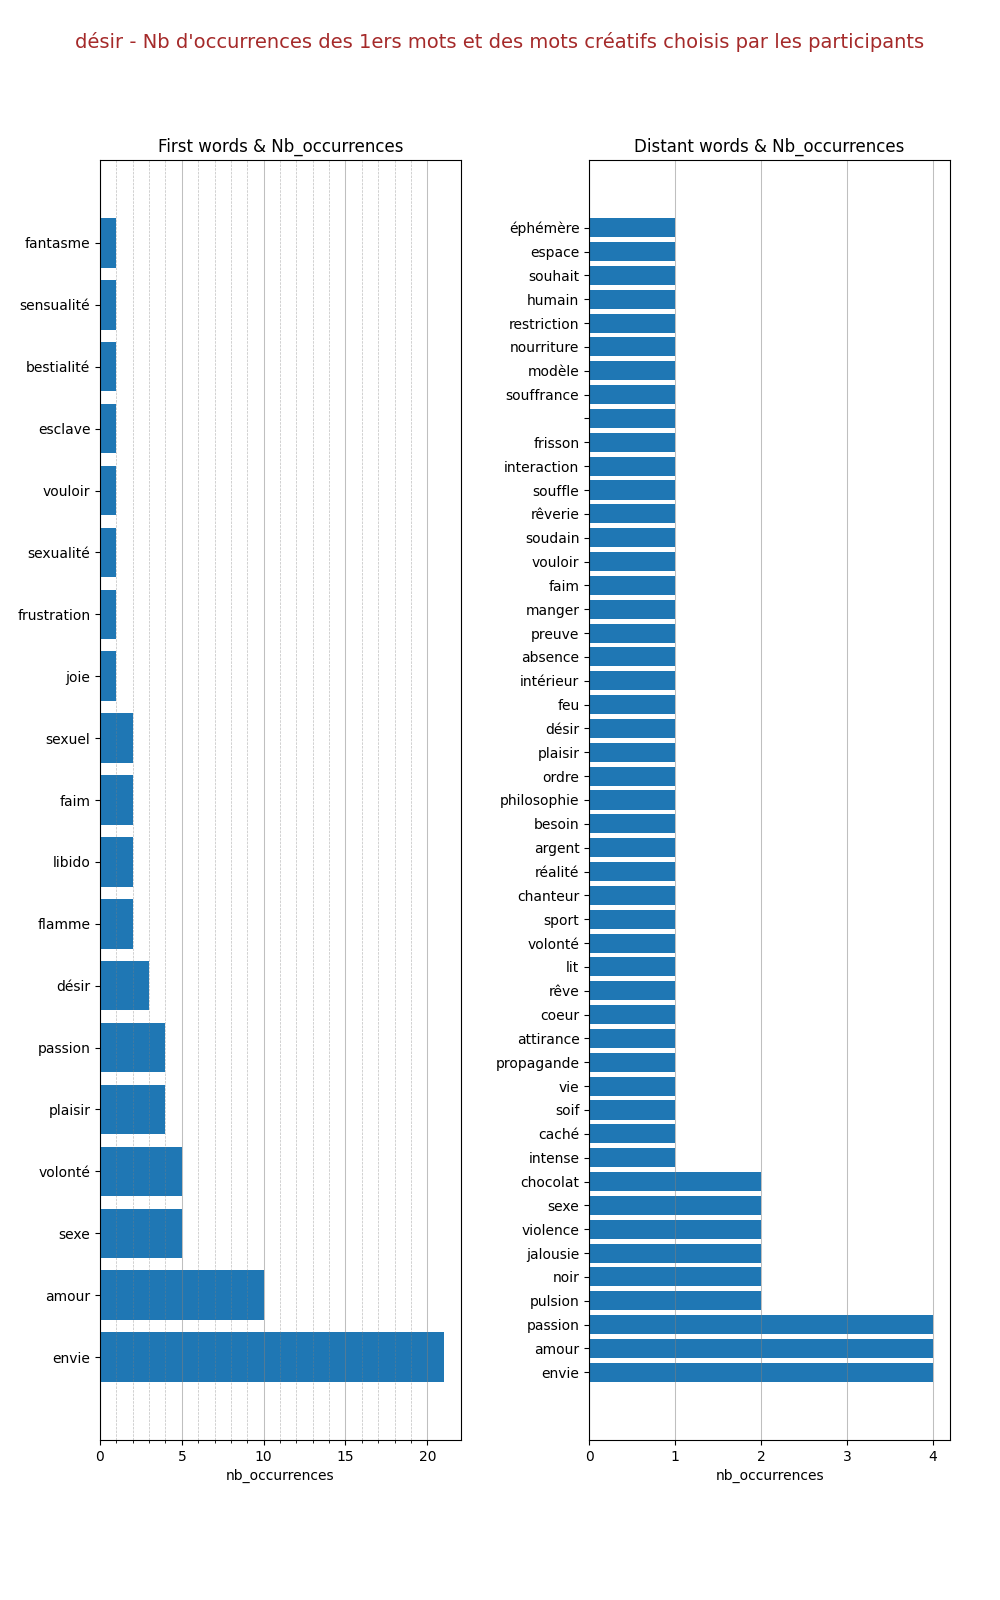 désir - Nb d'occurrences des 1ers mots et des mots créatifs choisis par les participants
First words & Nb_occurrences
fantasme
sensualité
bestialité
esclave
vouloir
sexualité
frustration
joie
sexuel
faim
libido
flamme
désir
passion
plaisir
volonté
sexe
amour
envie
0 5 10 15 20
nb_occurrences
Distant words & Nb_occurrences
éphémère
espace
souhait
humain
restriction
nourriture
modèle
souffrance
frisson
interaction
souffle
rêverie
soudain
vouloir
faim
manger
preuve
absence
intérieur
feu
désir
plaisir
ordre
philosophie
besoin
argent
réalité
chanteur
sport
volonté
lit
rêve
coeur
attirance
propagande
vie
soif
caché
intense
chocolat
sexe
violence
jalousie
noir
pulsion
passion
amour
envie
0 1 2 3 4
nb_occurrences